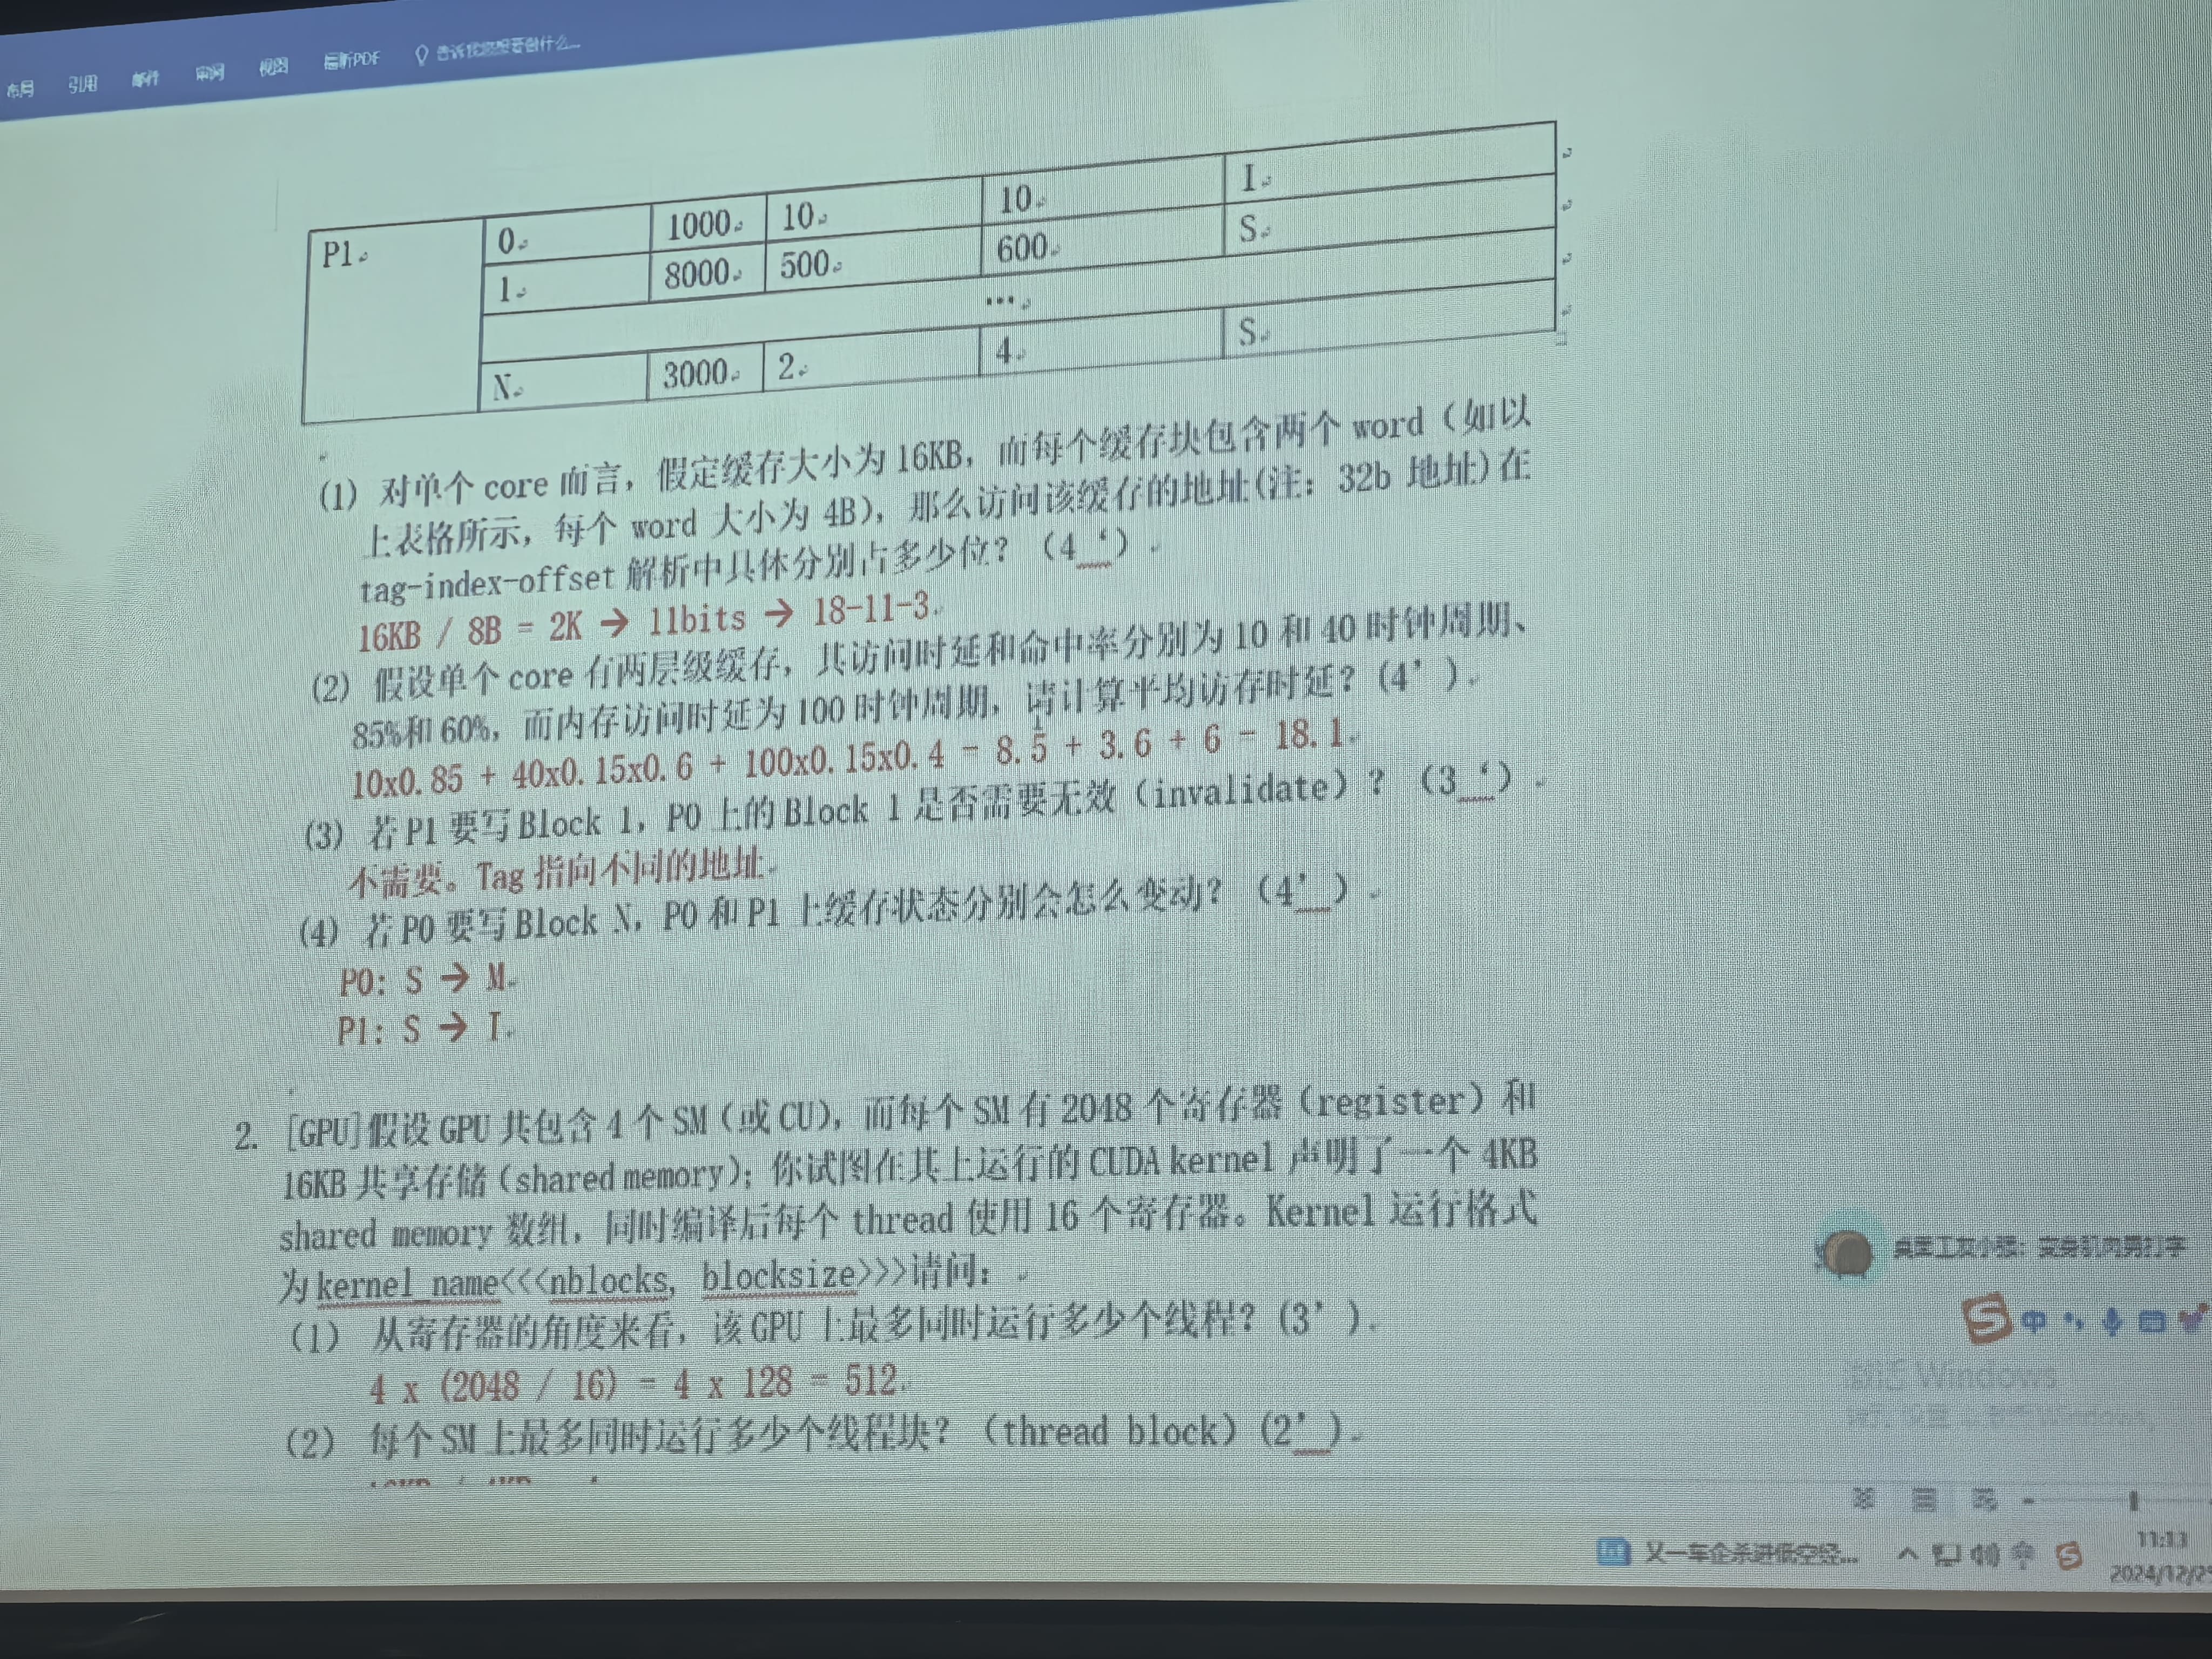 布局 引用 邮件 审阅 视图 福昕PDF 告诉我您想要做什么...
P1 0 1000 10 10 I
1 8000 500 600 S
...
N 3000 2 4 S
(1) 对单个 core 而言，假定缓存大小为 16KB，而每个缓存块包含两个 word（如以
上表格所示，每个 word 大小为 4B），那么访问该缓存的地址(注：32b 地址)在
tag-index-offset 解析中具体分别占多少位？（4‘）
16KB / 8B = 2K → 11bits → 18-11-3
(2) 假设单个 core 有两层级缓存，其访问时延和命中率分别为 10 和 40 时钟周期、
85%和 60%，而内存访问时延为 100 时钟周期，请计算平均访存时延？(4’)
10x0.85 + 40x0.15x0.6 + 100x0.15x0.4 = 8.5 + 3.6 + 6 = 18.1
(3) 若 P1 要写 Block 1，P0 上的 Block 1 是否需要无效（invalidate）？（3‘）
不需要。Tag 指向不同的地址
(4) 若 P0 要写 Block N，P0 和 P1 上缓存状态分别会怎么变动？（4’）
P0: S → M
P1: S → I
2. [GPU]假设 GPU 共包含 4 个 SM（或 CU），而每个 SM 有 2048 个寄存器（register）和
16KB 共享存储（shared memory）；你试图在其上运行的 CUDA kernel 声明了一个 4KB
shared memory 数组，同时编译后每个 thread 使用 16 个寄存器。Kernel 运行格式
为 kernel_name<<<nblocks, blocksize>>>请问：
(1) 从寄存器的角度来看，该 GPU 上最多同时运行多少个线程？(3’)
4 x (2048 / 16) = 4 x 128 = 512
(2) 每个 SM 上最多同时运行多少个线程块？（thread block）(2’)
中
Windows
又一车企杀进低空经...
11:13